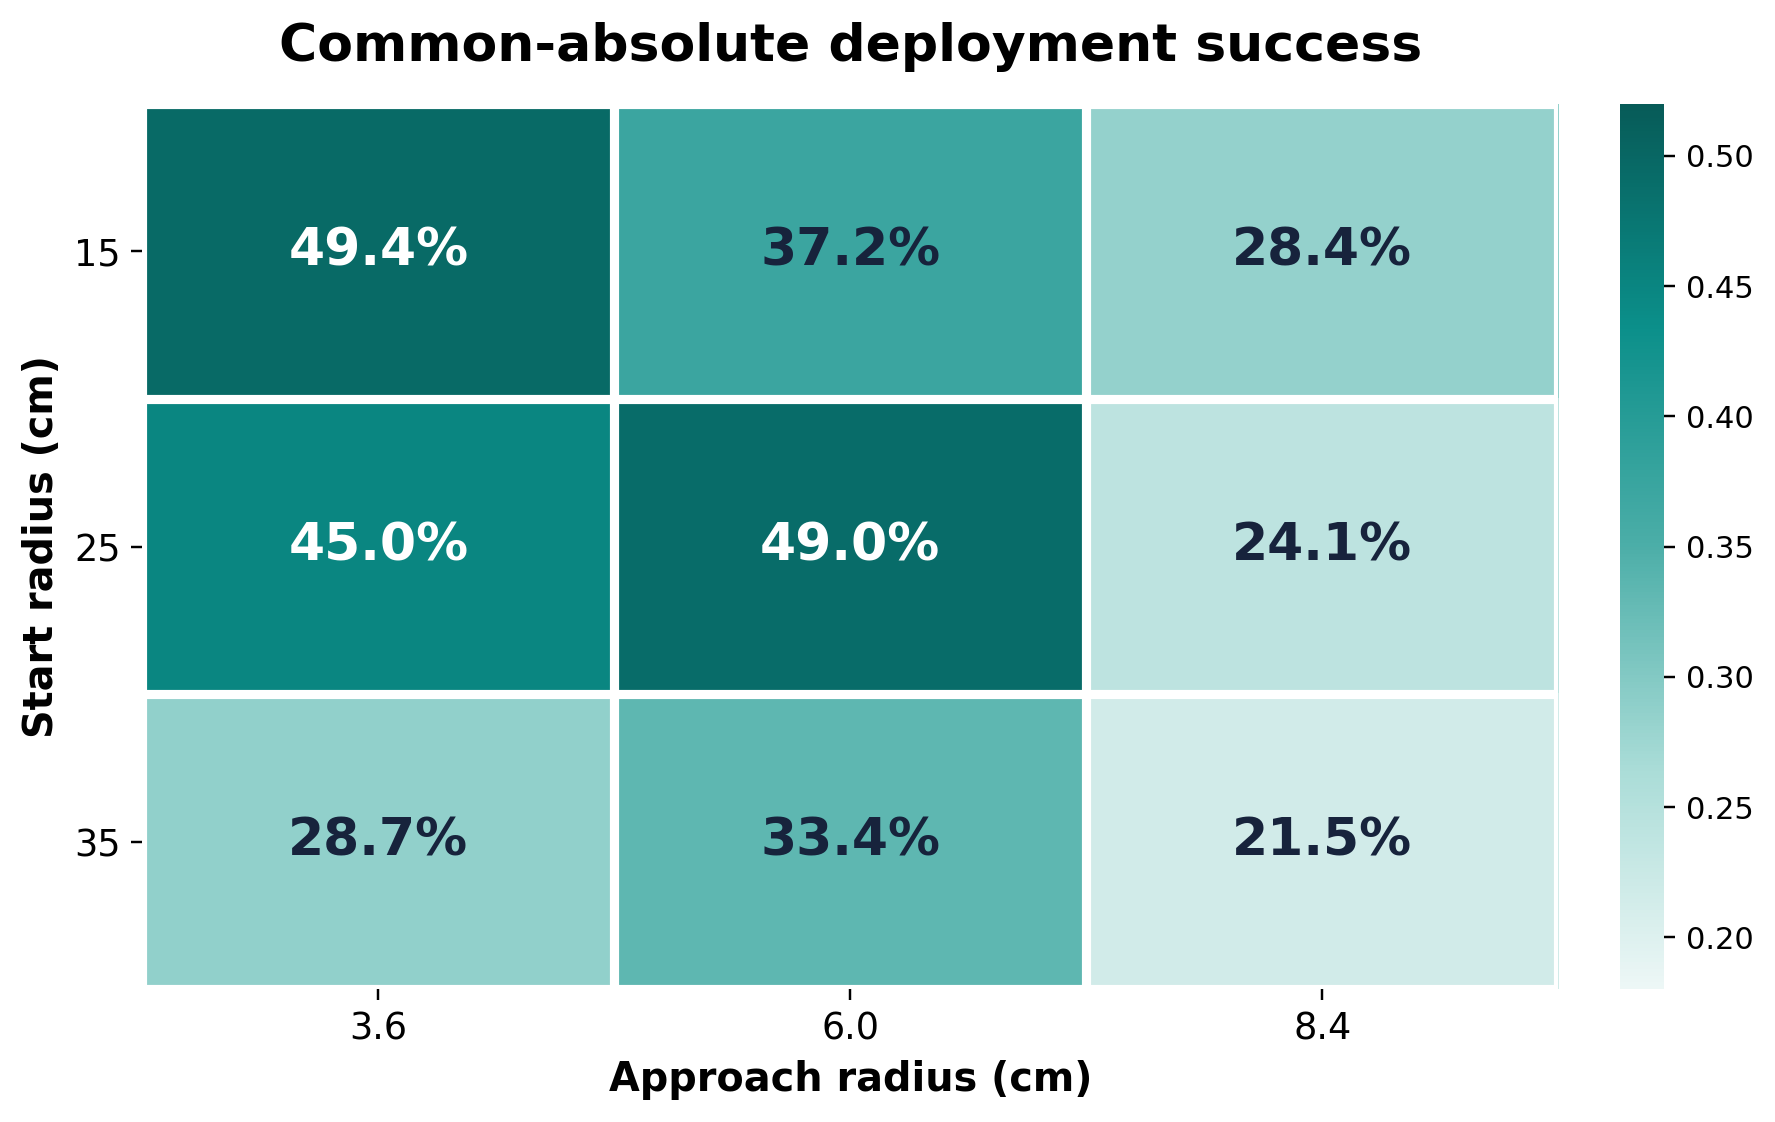 Common-absolute deployment success
49.4% 37.2% 28.4%
45.0% 49.0% 24.1%
28.7% 33.4% 21.5%
15
25
35
Start radius (cm)
3.6 6.0 8.4
Approach radius (cm)
0.50
0.45
0.40
0.35
0.30
0.25
0.20